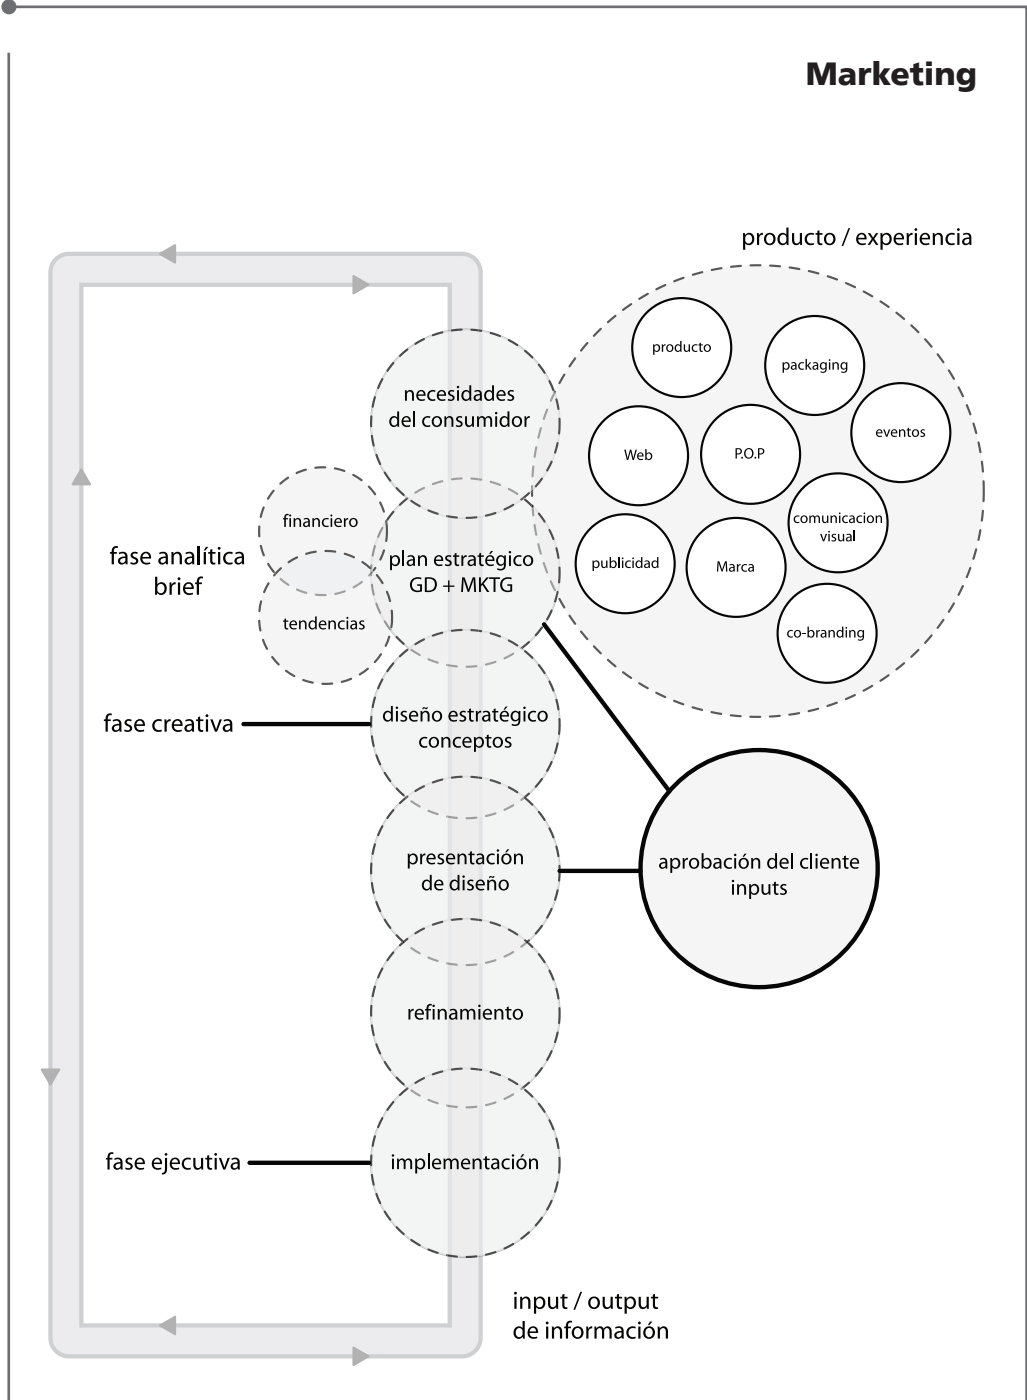 Marketing
producto / experiencia
producto
packaging
necesidades
del consumidor
eventos
Web
P.O.P
financiero
comunicacion
visual
fase analítica
brief
plan estratégico
GD + MKTG
publicidad
Marca
tendencias
co-branding
fase creativa
diseño estratégico
conceptos
presentación
de diseño
aprobación del cliente
inputs
refinamiento
fase ejecutiva
implementación
input / output
de información